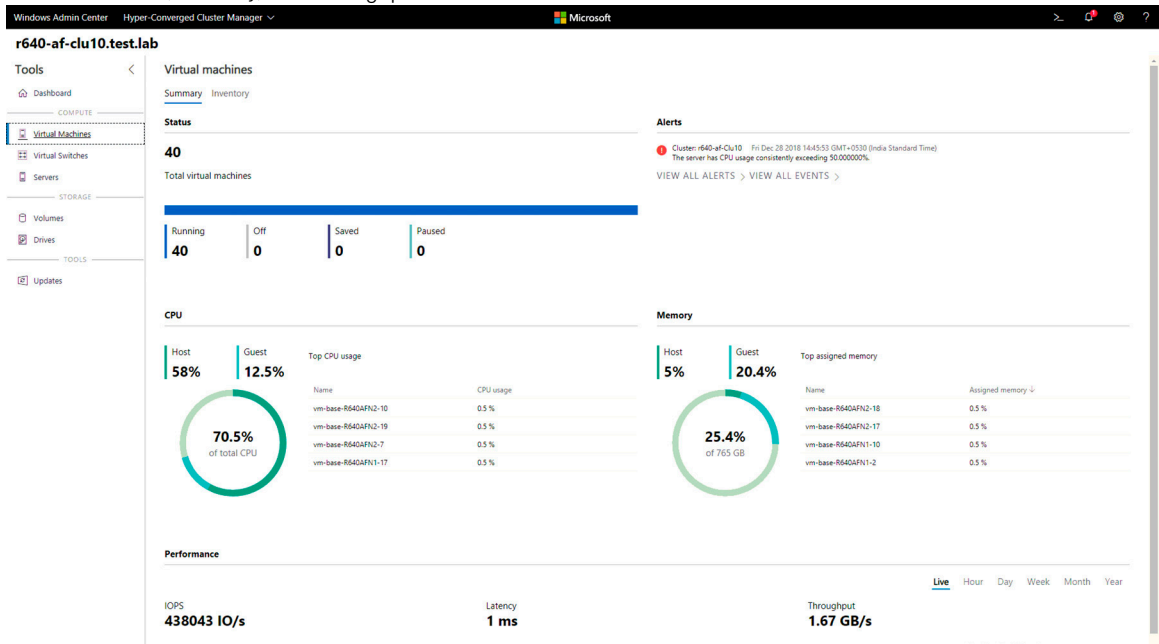 Windows Admin Center Hyper-Converged Cluster Manager Microsoft
r640-af-clu10.test.lab
Tools
Dashboard
COMPUTE
Virtual Machines
Virtual Switches
Servers
STORAGE
Volumes
Drives
TOOLS
Updates
Virtual machines
Summary Inventory
Status
40
Total virtual machines
Running Off Saved Paused
40 0 0 0
Alerts
Cluster: r640-af-Clu10 Fri Dec 28 2018 14:45:53 GMT+0530 (India Standard Time)
The server has CPU usage consistently exceeding 50.000000%.
VIEW ALL ALERTS > VIEW ALL EVENTS >
CPU
Host Guest
58% 12.5%
70.5%
of total CPU
Top CPU usage
Name CPU usage
vm-base-R640AFN2-10 0.5 %
vm-base-R640AFN2-19 0.5 %
vm-base-R640AFN2-7 0.5 %
vm-base-R640AFN1-17 0.5 %
Memory
Host Guest
5% 20.4%
25.4%
of 765 GB
Top assigned memory
Name Assigned memory
vm-base-R640AFN2-18 0.5 %
vm-base-R640AFN2-17 0.5 %
vm-base-R640AFN1-10 0.5 %
vm-base-R640AFN1-2 0.5 %
Performance
Live Hour Day Week Month Year
IOPS Latency Throughput
438043 IO/s 1 ms 1.67 GB/s